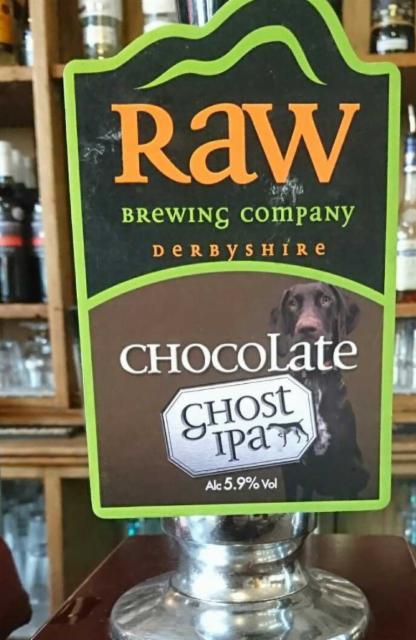 Raw
Brewing Company
Derbyshire
Chocolate
Ghost
IPa
Alc 5.9% Vol